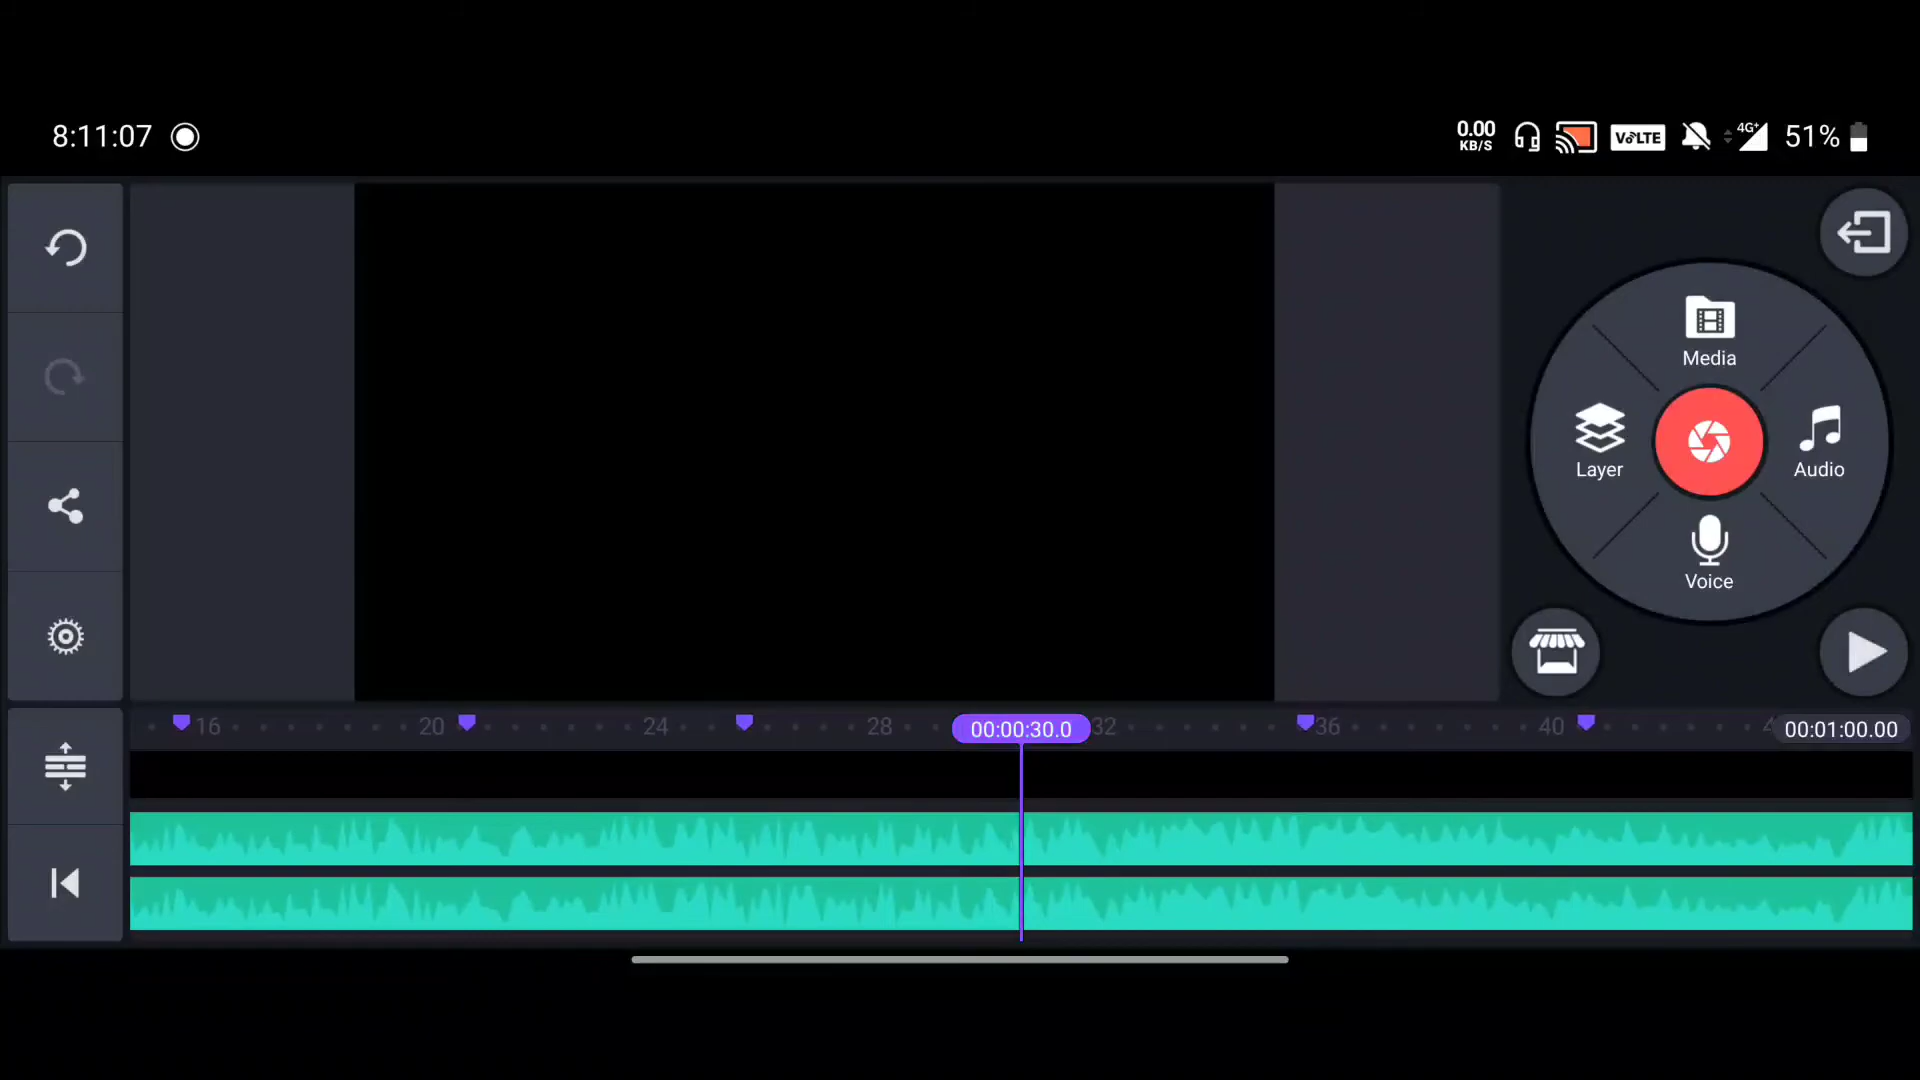 8:11:07
0.00
KB/S
VoLTE
4G+
51%
Media
Layer
Audio
Voice
16
20
24
28
00:00:30.0
32
36
40
00:01:00.00